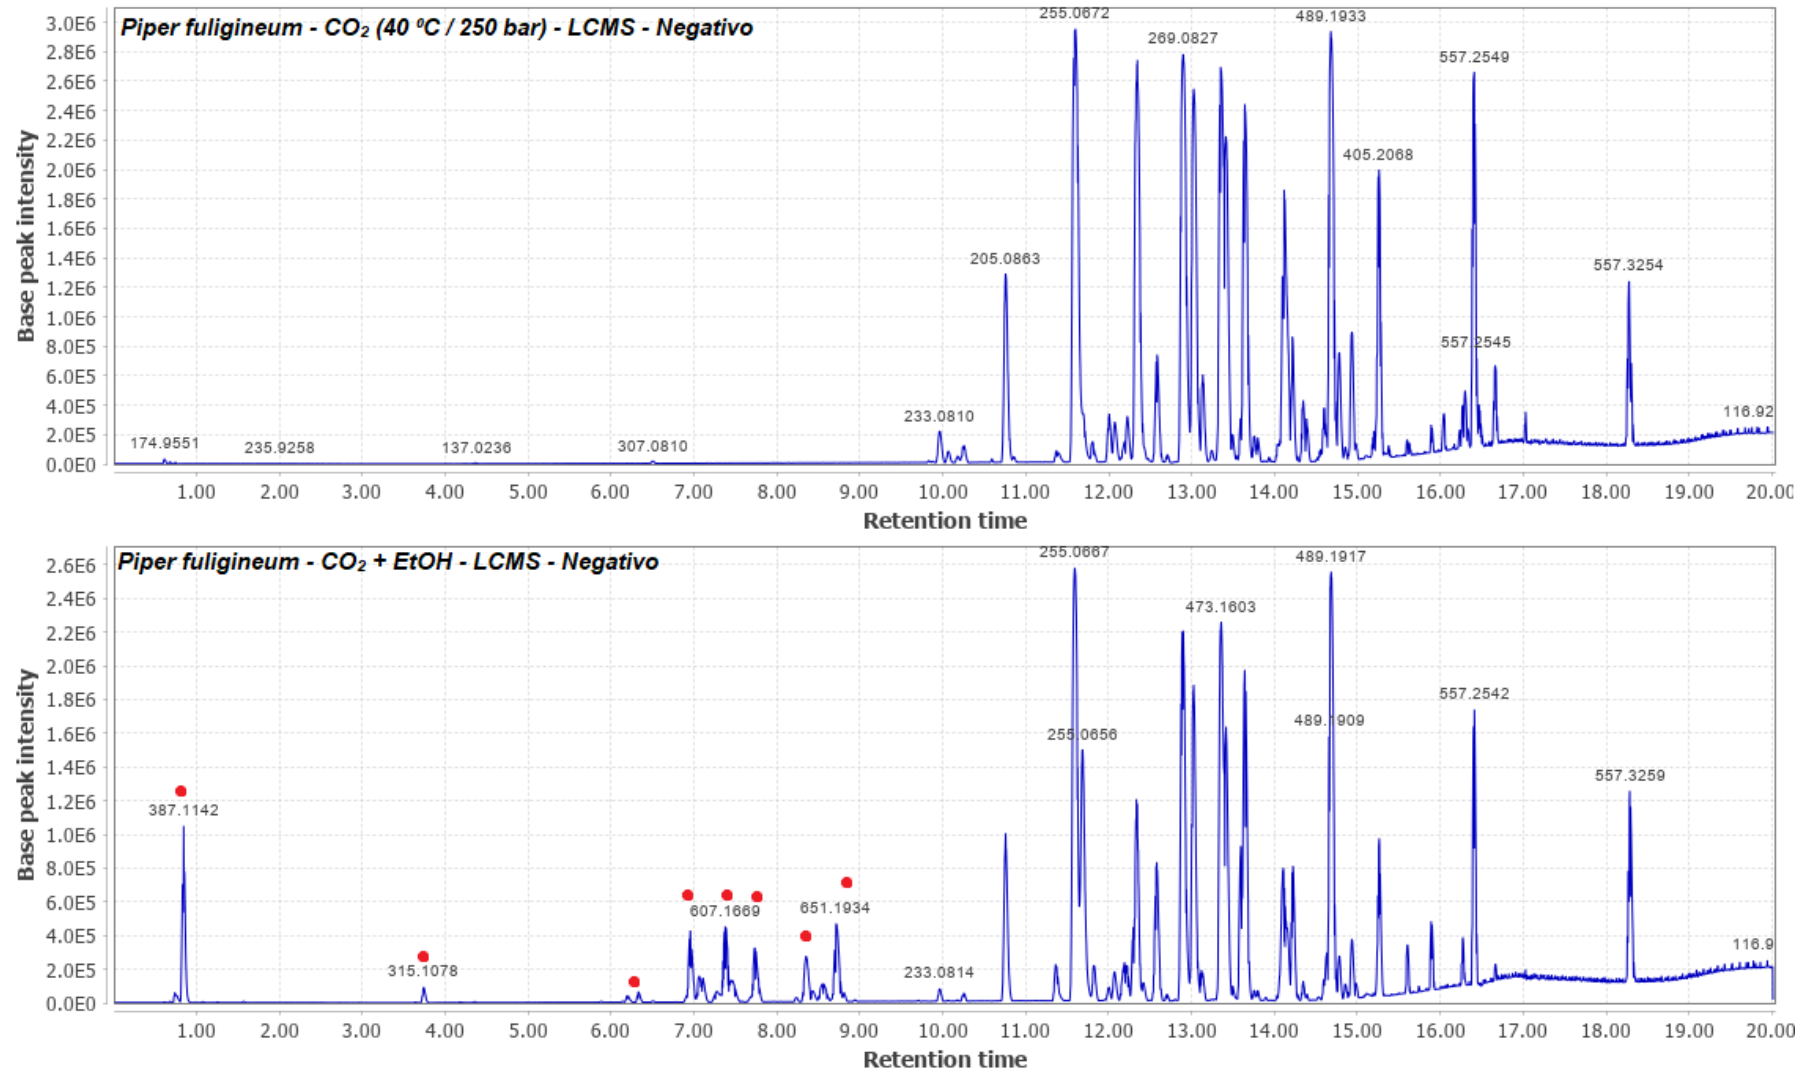 Piper fuligineum - CO₂ (40 ºC / 250 bar) - LCMS - Negativo
Base peak intensity
3.0E6
2.8E6
2.6E6
2.4E6
2.2E6
2.0E6
1.8E6
1.6E6
1.4E6
1.2E6
1.0E6
8.0E5
6.0E5
4.0E5
2.0E5
0.0E0
174.9551
235.9258
137.0236
307.0810
233.0810
205.0863
255.0672
269.0827
489.1933
405.2068
557.2549
557.2545
557.3254
116.92
1.00 2.00 3.00 4.00 5.00 6.00 7.00 8.00 9.00 10.00 11.00 12.00 13.00 14.00 15.00 16.00 17.00 18.00 19.00 20.00
Retention time
Piper fuligineum - CO₂ + EtOH - LCMS - Negativo
Base peak intensity
2.6E6
2.4E6
2.2E6
2.0E6
1.8E6
1.6E6
1.4E6
1.2E6
1.0E6
8.0E5
6.0E5
4.0E5
2.0E5
0.0E0
387.1142
315.1078
607.1669
651.1934
233.0814
255.0667
255.0656
473.1603
489.1917
489.1909
557.2542
557.3259
116.9
1.00 2.00 3.00 4.00 5.00 6.00 7.00 8.00 9.00 10.00 11.00 12.00 13.00 14.00 15.00 16.00 17.00 18.00 19.00 20.00
Retention time